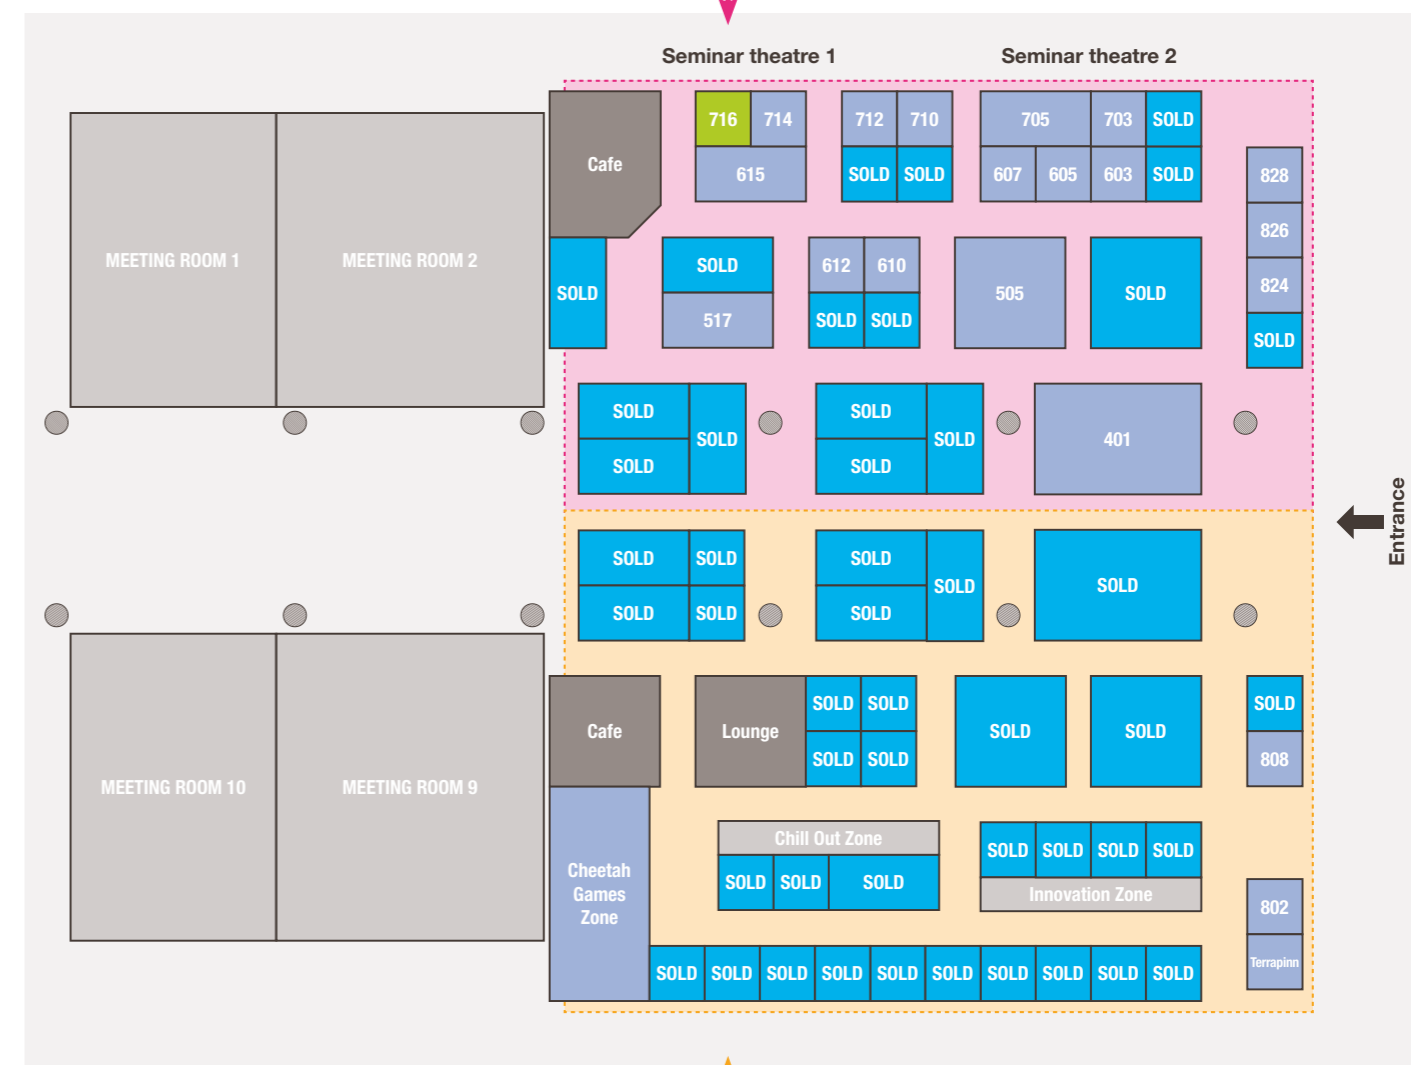 Seminar theatre 1
Seminar theatre 2
Cafe
716
714
712
710
705
703
SOLD
615
SOLD
SOLD
607
605
603
SOLD
828
826
824
SOLD
MEETING ROOM 1
MEETING ROOM 2
SOLD
SOLD
517
612
610
SOLD
SOLD
505
SOLD
SOLD
SOLD
SOLD
SOLD
SOLD
SOLD
401
Entrance
SOLD
SOLD
SOLD
SOLD
SOLD
SOLD
SOLD
SOLD
MEETING ROOM 10
MEETING ROOM 9
Cafe
Lounge
SOLD
SOLD
SOLD
SOLD
SOLD
SOLD
SOLD
808
Cheetah
Games
Zone
Chill Out Zone
SOLD
SOLD
SOLD
SOLD
SOLD
SOLD
SOLD
Innovation Zone
802
Terrapinn
SOLD
SOLD
SOLD
SOLD
SOLD
SOLD
SOLD
SOLD
SOLD
SOLD